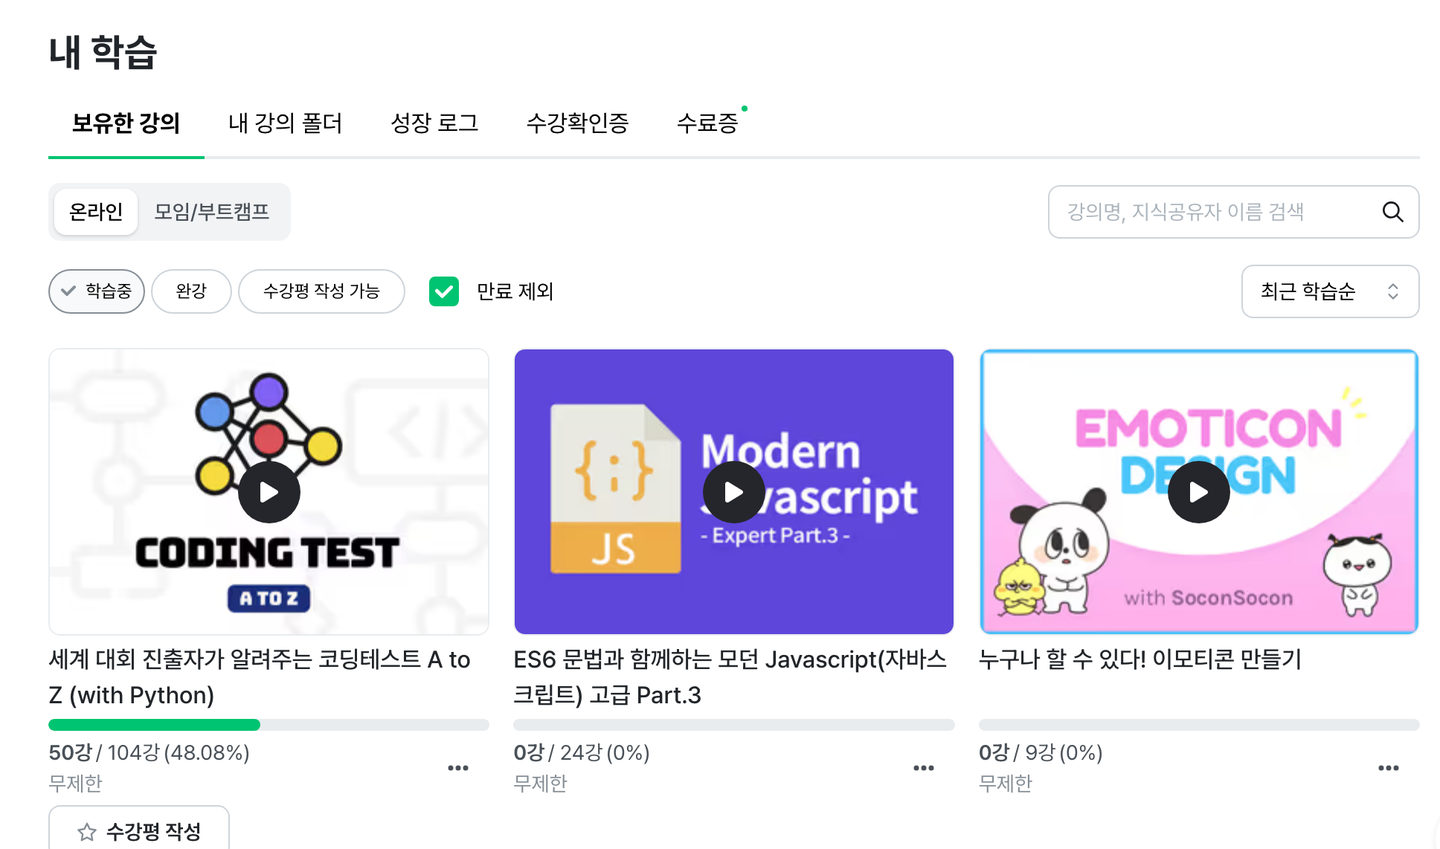 내 학습
보유한 강의 내 강의 폴더 성장 로그 수강확인증 수료증
온라인 모임/부트캠프 강의명, 지식공유자 이름 검색
학습중 완강 수강평 작성 가능 만료 제외 최근 학습순
CODING TEST
A TO Z
{;}
JS
Modern
Javascript
- Expert Part.3 -
EMOTICON
DESIGN
with SoconSocon
세계 대회 진출자가 알려주는 코딩테스트 A to
Z (with Python)
50강 / 104강 (48.08%)
무제한
수강평 작성
ES6 문법과 함께하는 모던 Javascript(자바스
크립트) 고급 Part.3
0강 / 24강 (0%)
무제한
누구나 할 수 있다! 이모티콘 만들기
0강 / 9강 (0%)
무제한